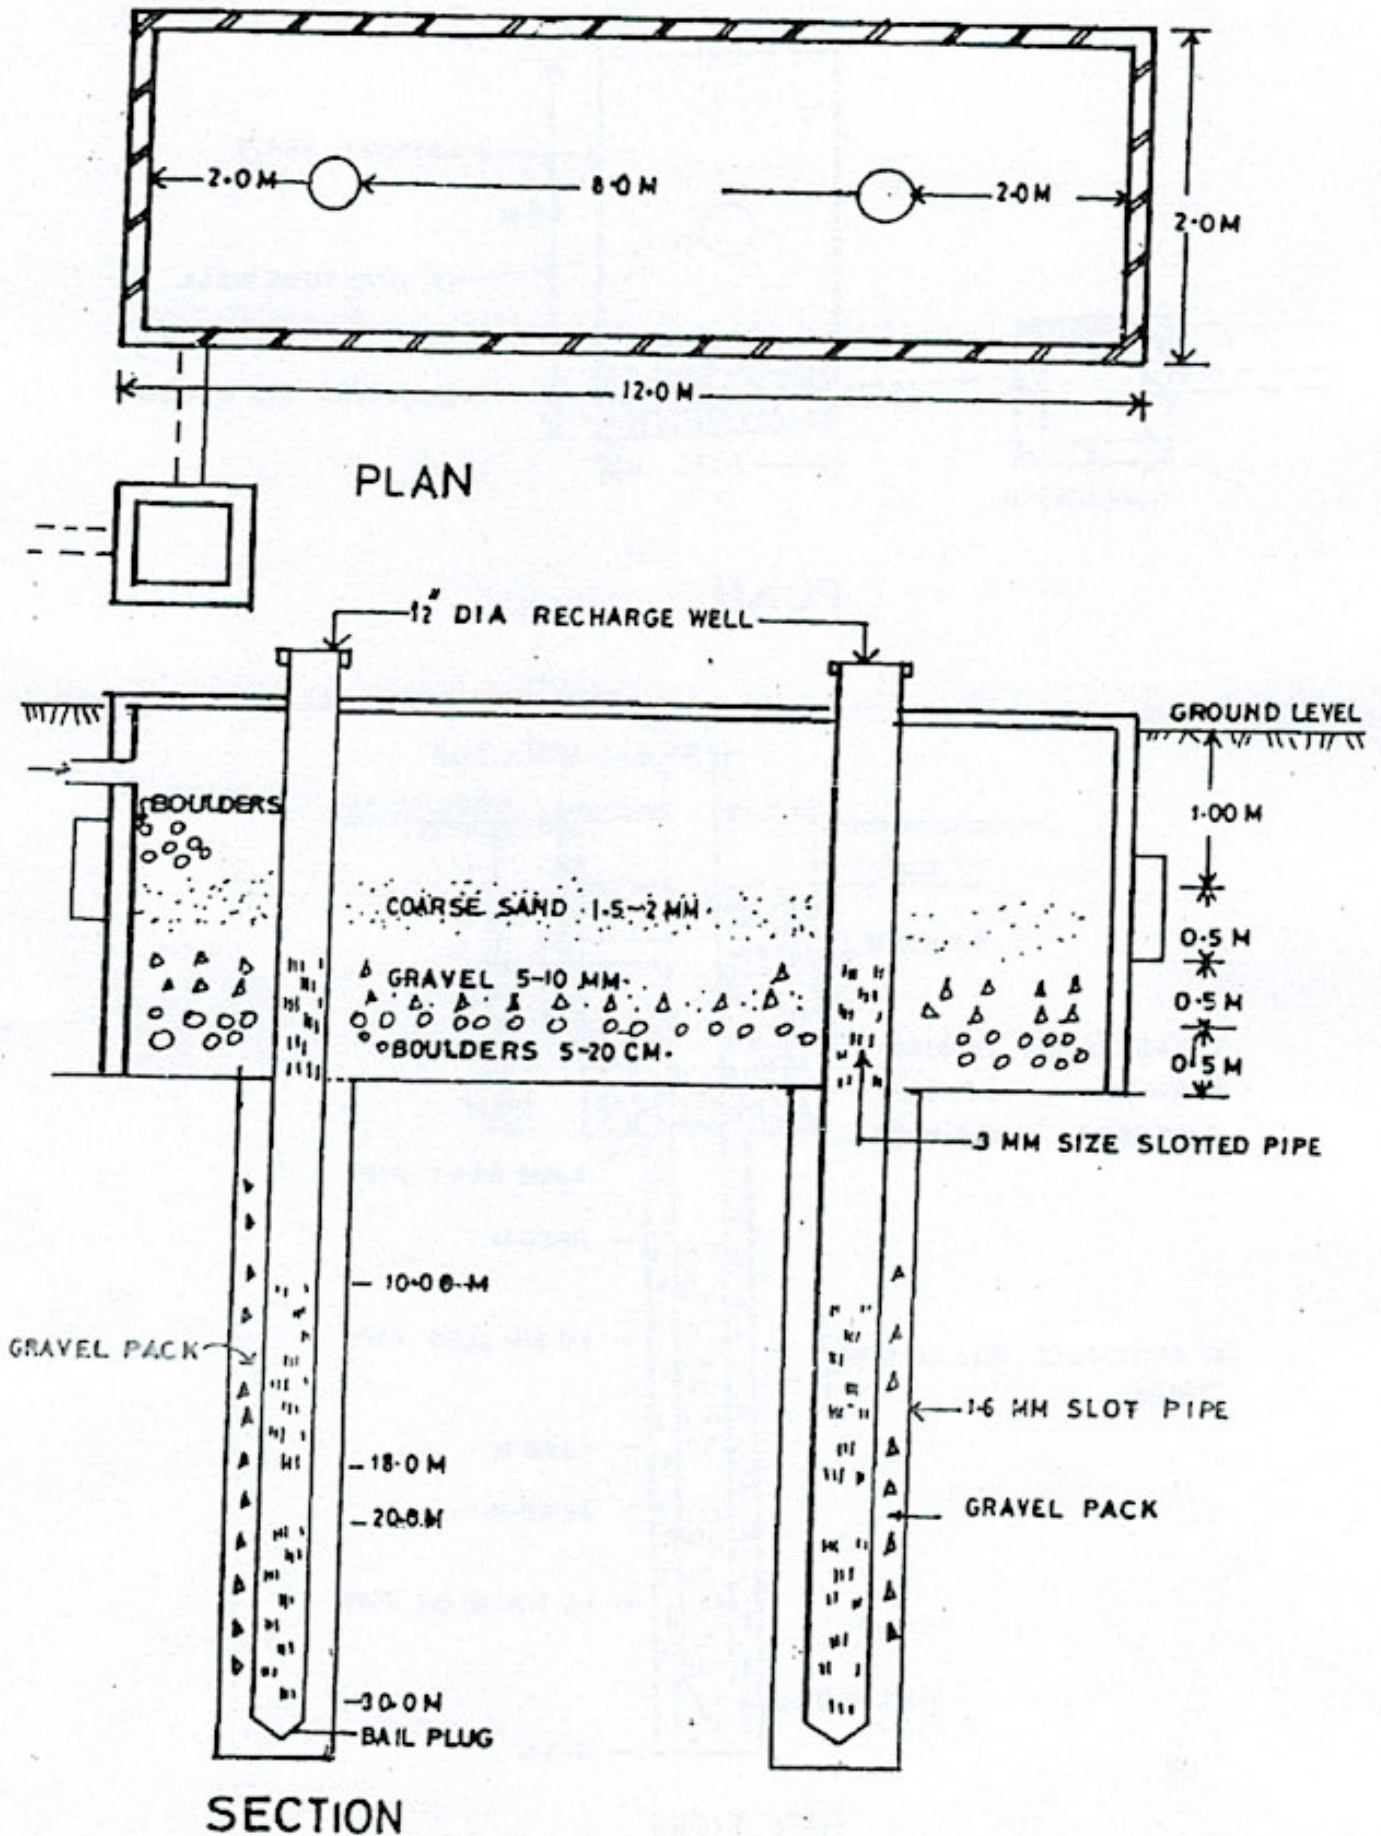 2.0 M
8.0 M
2.0 M
2.0 M
12.0 M
PLAN
12" DIA RECHARGE WELL
GROUND LEVEL
BOULDERS
1.00 M
COARSE SAND 1.5-2 MM.
0.5 M
GRAVEL 5-10 MM.
0.5 M
BOULDERS 5-20 CM.
0.5 M
3 MM SIZE SLOTTED PIPE
10.00 M
GRAVEL PACK
1.6 MM SLOT PIPE
18.0 M
GRAVEL PACK
20.0 M
30.0 M
BAIL PLUG
SECTION